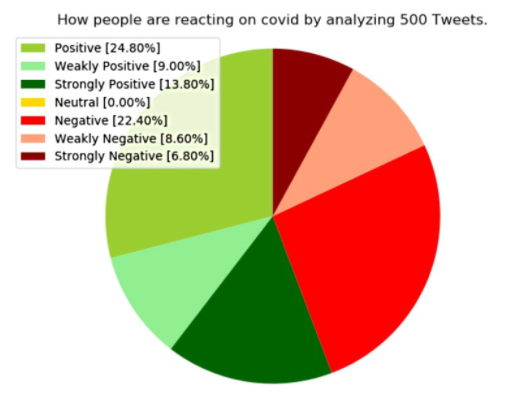 How people are reacting on covid by analyzing 500 Tweets.
Positive [24.80%]
Weakly Positive [9.00%]
Strongly Positive [13.80%]
Neutral [0.00%]
Negative [22.40%]
Weakly Negative [8.60%]
Strongly Negative [6.80%]